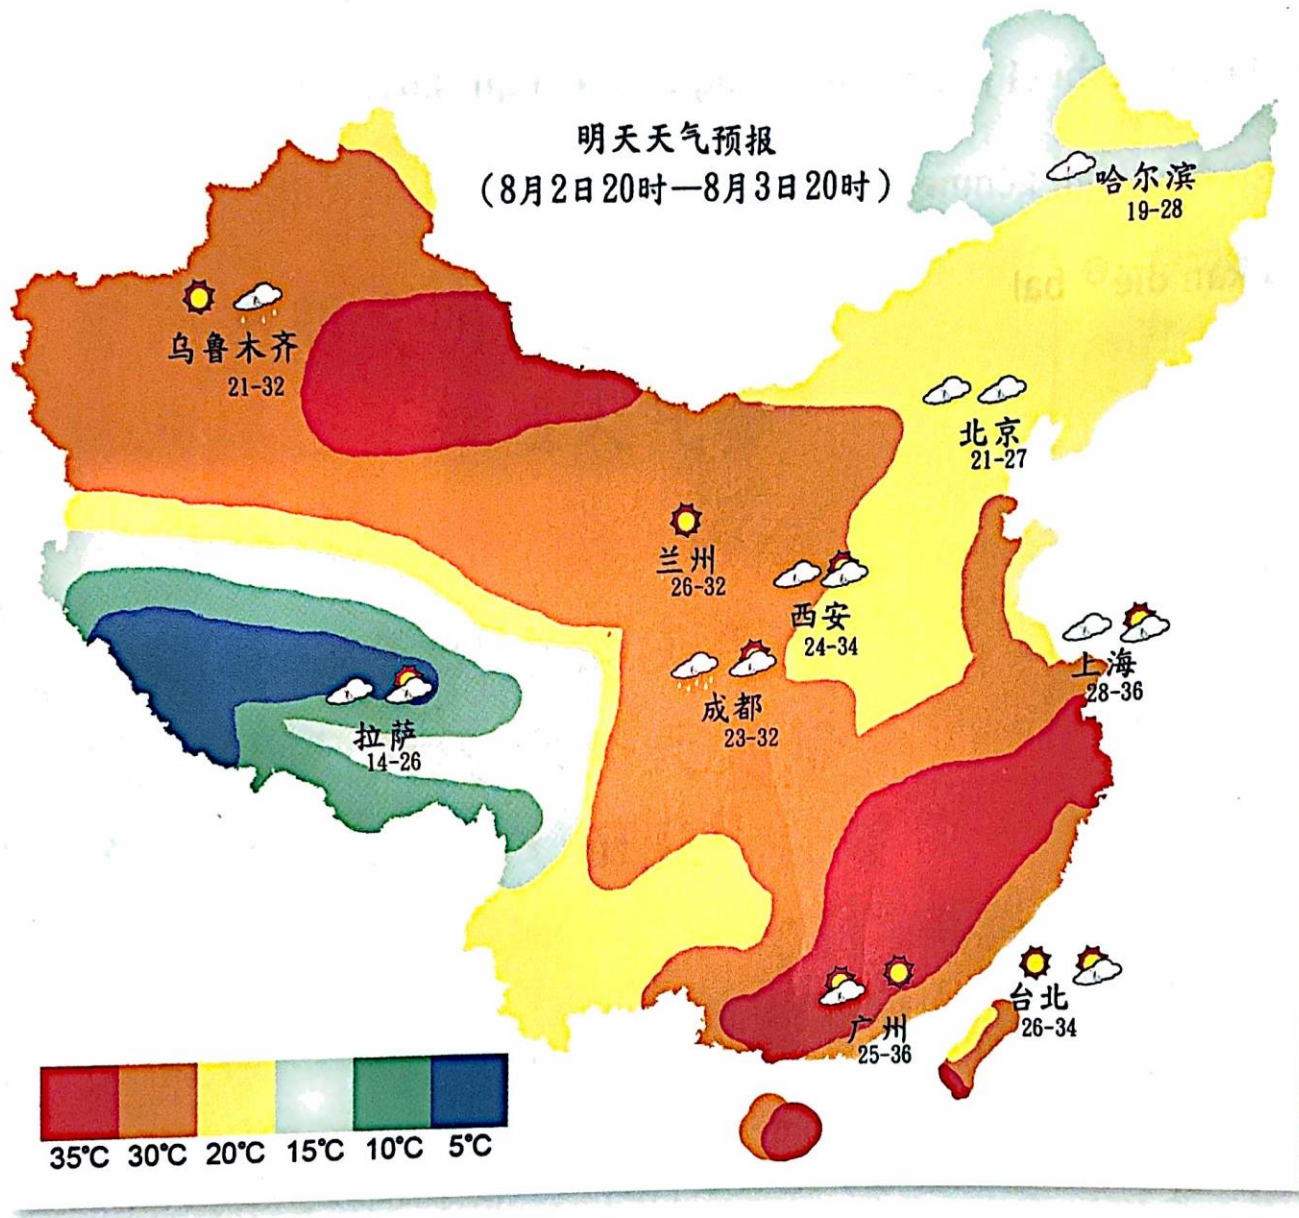 明天天气预报
（8月2日20时—8月3日20时）
哈尔滨
19-28
乌鲁木齐
21-32
北京
21-27
兰州
26-32
西安
24-34
上海
28-36
成都
23-32
拉萨
14-26
台北
26-34
广州
25-36
35℃ 30℃ 20℃ 15℃ 10℃ 5℃